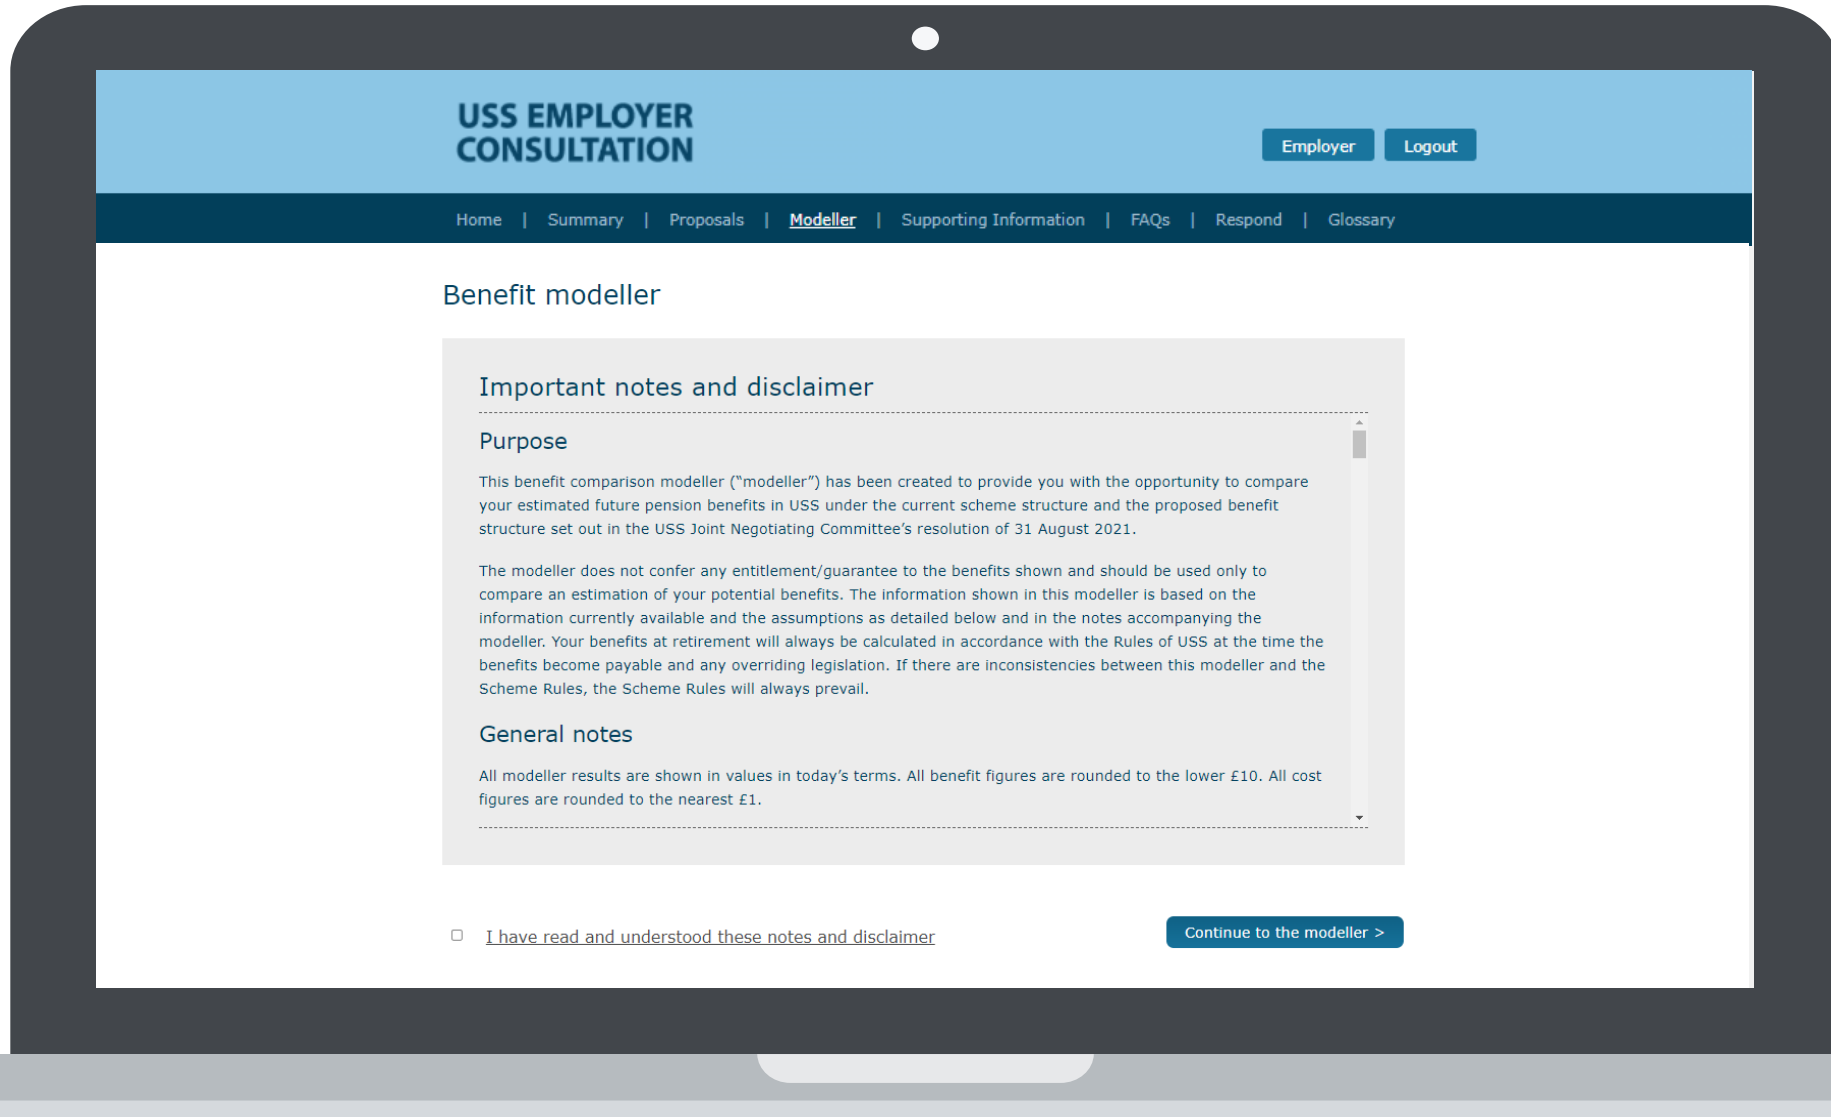 USS EMPLOYER
CONSULTATION
Employer
Logout
Home | Summary | Proposals | Modeller | Supporting Information | FAQs | Respond | Glossary
Benefit modeller
Important notes and disclaimer
Purpose
This benefit comparison modeller (“modeller”) has been created to provide you with the opportunity to compare
your estimated future pension benefits in USS under the current scheme structure and the proposed benefit
structure set out in the USS Joint Negotiating Committee’s resolution of 31 August 2021.
The modeller does not confer any entitlement/guarantee to the benefits shown and should be used only to
compare an estimation of your potential benefits. The information shown in this modeller is based on the
information currently available and the assumptions as detailed below and in the notes accompanying the
modeller. Your benefits at retirement will always be calculated in accordance with the Rules of USS at the time the
benefits become payable and any overriding legislation. If there are inconsistencies between this modeller and the
Scheme Rules, the Scheme Rules will always prevail.
General notes
All modeller results are shown in values in today’s terms. All benefit figures are rounded to the lower £10. All cost
figures are rounded to the nearest £1.
I have read and understood these notes and disclaimer
Continue to the modeller >